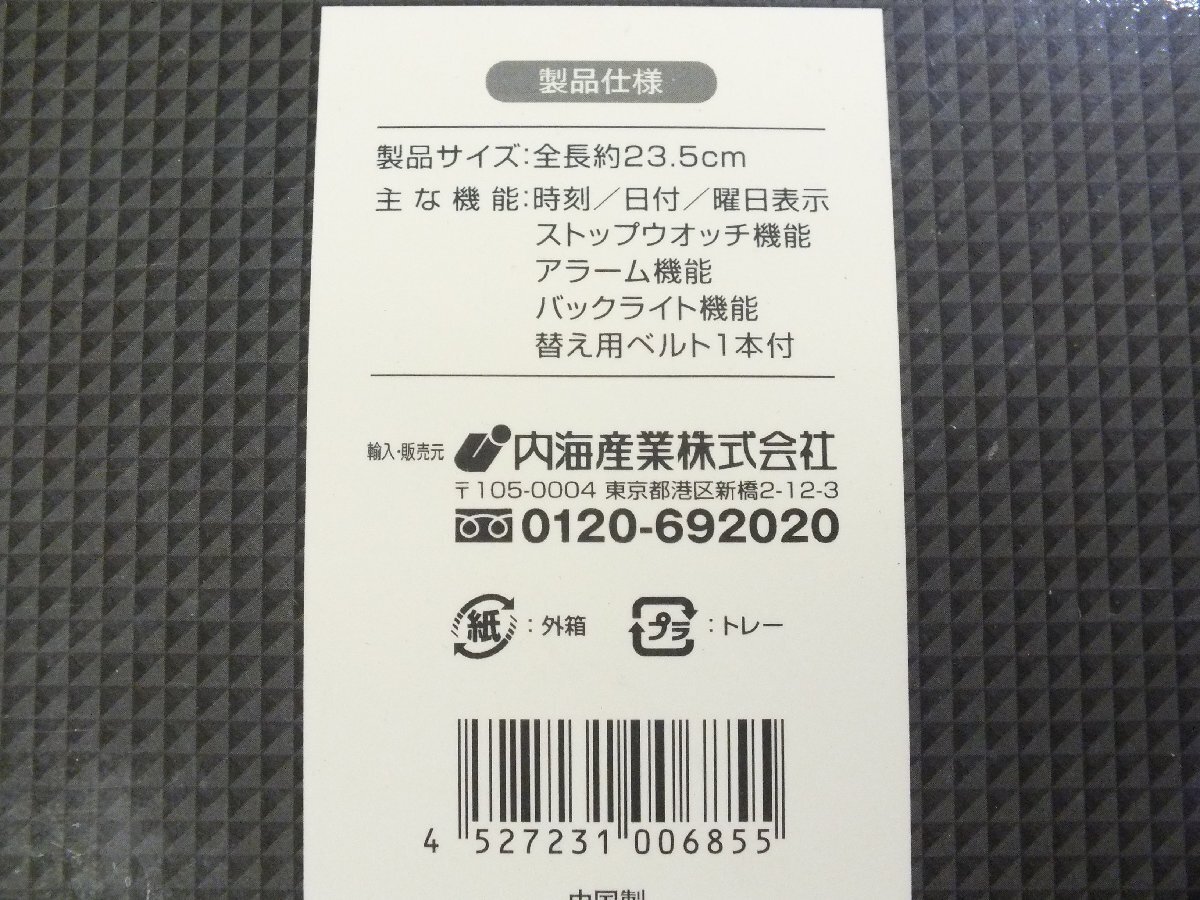 製品仕様
製品サイズ:全長約23.5cm
主な機能:時刻／日付／曜日表示
ストップウオッチ機能
アラーム機能
バックライト機能
替え用ベルト1本付
輸入・販売元 内海産業株式会社
〒105-0004 東京都港区新橋2-12-3
0120-692020
紙:外箱 プラ:トレー
4 527231 006855
中国製